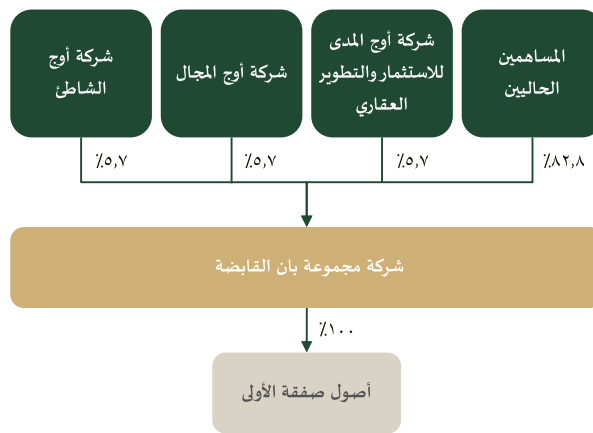 المساهمين
الحاليين
شركة أوج المدى
للاستثمار والتطوير
العقاري
شركة أوج المجال
شركة أوج
الشاطئ
٪٨٢,٨
٪٥,٧
٪٥,٧
٪٥,٧
شركة مجموعة بان القابضة
٪١٠٠
أصول صفقة الأولى